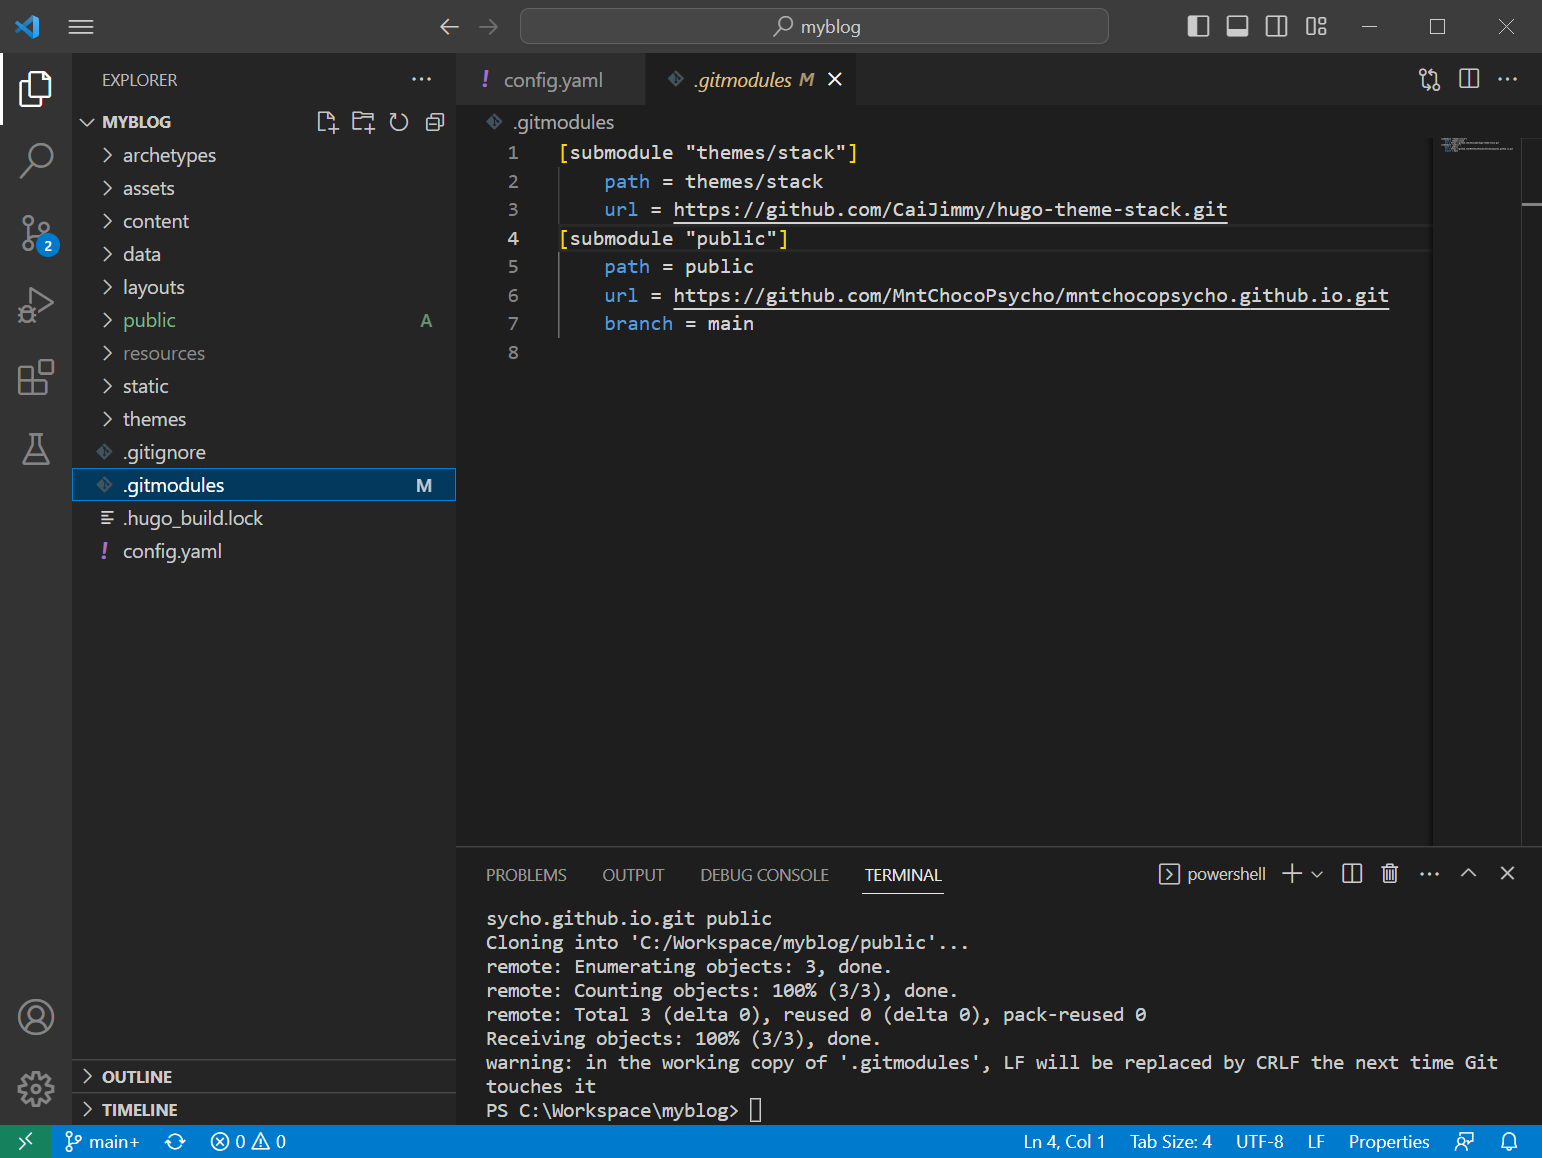 myblog
EXPLORER
MYBLOG
archetypes
assets
content
data
layouts
public A
resources
static
themes
.gitignore
.gitmodules M
.hugo_build.lock
config.yaml
OUTLINE
TIMELINE
2
config.yaml
.gitmodules M
.gitmodules
1 [submodule "themes/stack"]
2 path = themes/stack
3 url = https://github.com/CaiJimmy/hugo-theme-stack.git
4 [submodule "public"]
5 path = public
6 url = https://github.com/MntChocoPsycho/mntchocopsycho.github.io.git
7 branch = main
8
PROBLEMS OUTPUT DEBUG CONSOLE TERMINAL powershell
sycho.github.io.git public
Cloning into 'C:/Workspace/myblog/public'...
remote: Enumerating objects: 3, done.
remote: Counting objects: 100% (3/3), done.
remote: Total 3 (delta 0), reused 0 (delta 0), pack-reused 0
Receiving objects: 100% (3/3), done.
warning: in the working copy of '.gitmodules', LF will be replaced by CRLF the next time Git
touches it
PS C:\Workspace\myblog>
main+ 0 0 Ln 4, Col 1 Tab Size: 4 UTF-8 LF Properties